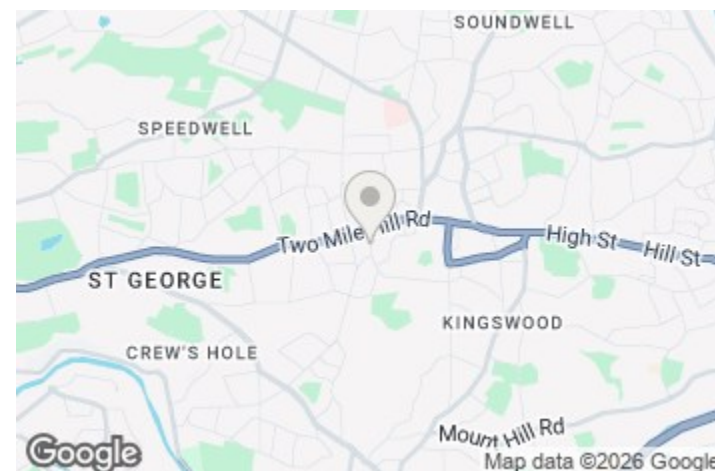 SOUNDWELL
SPEEDWELL
Two Mile Hill Rd
High St
Hill St
ST GEORGE
KINGSWOOD
CREW'S HOLE
Mount Hill Rd
Google
Map data ©2026 Google